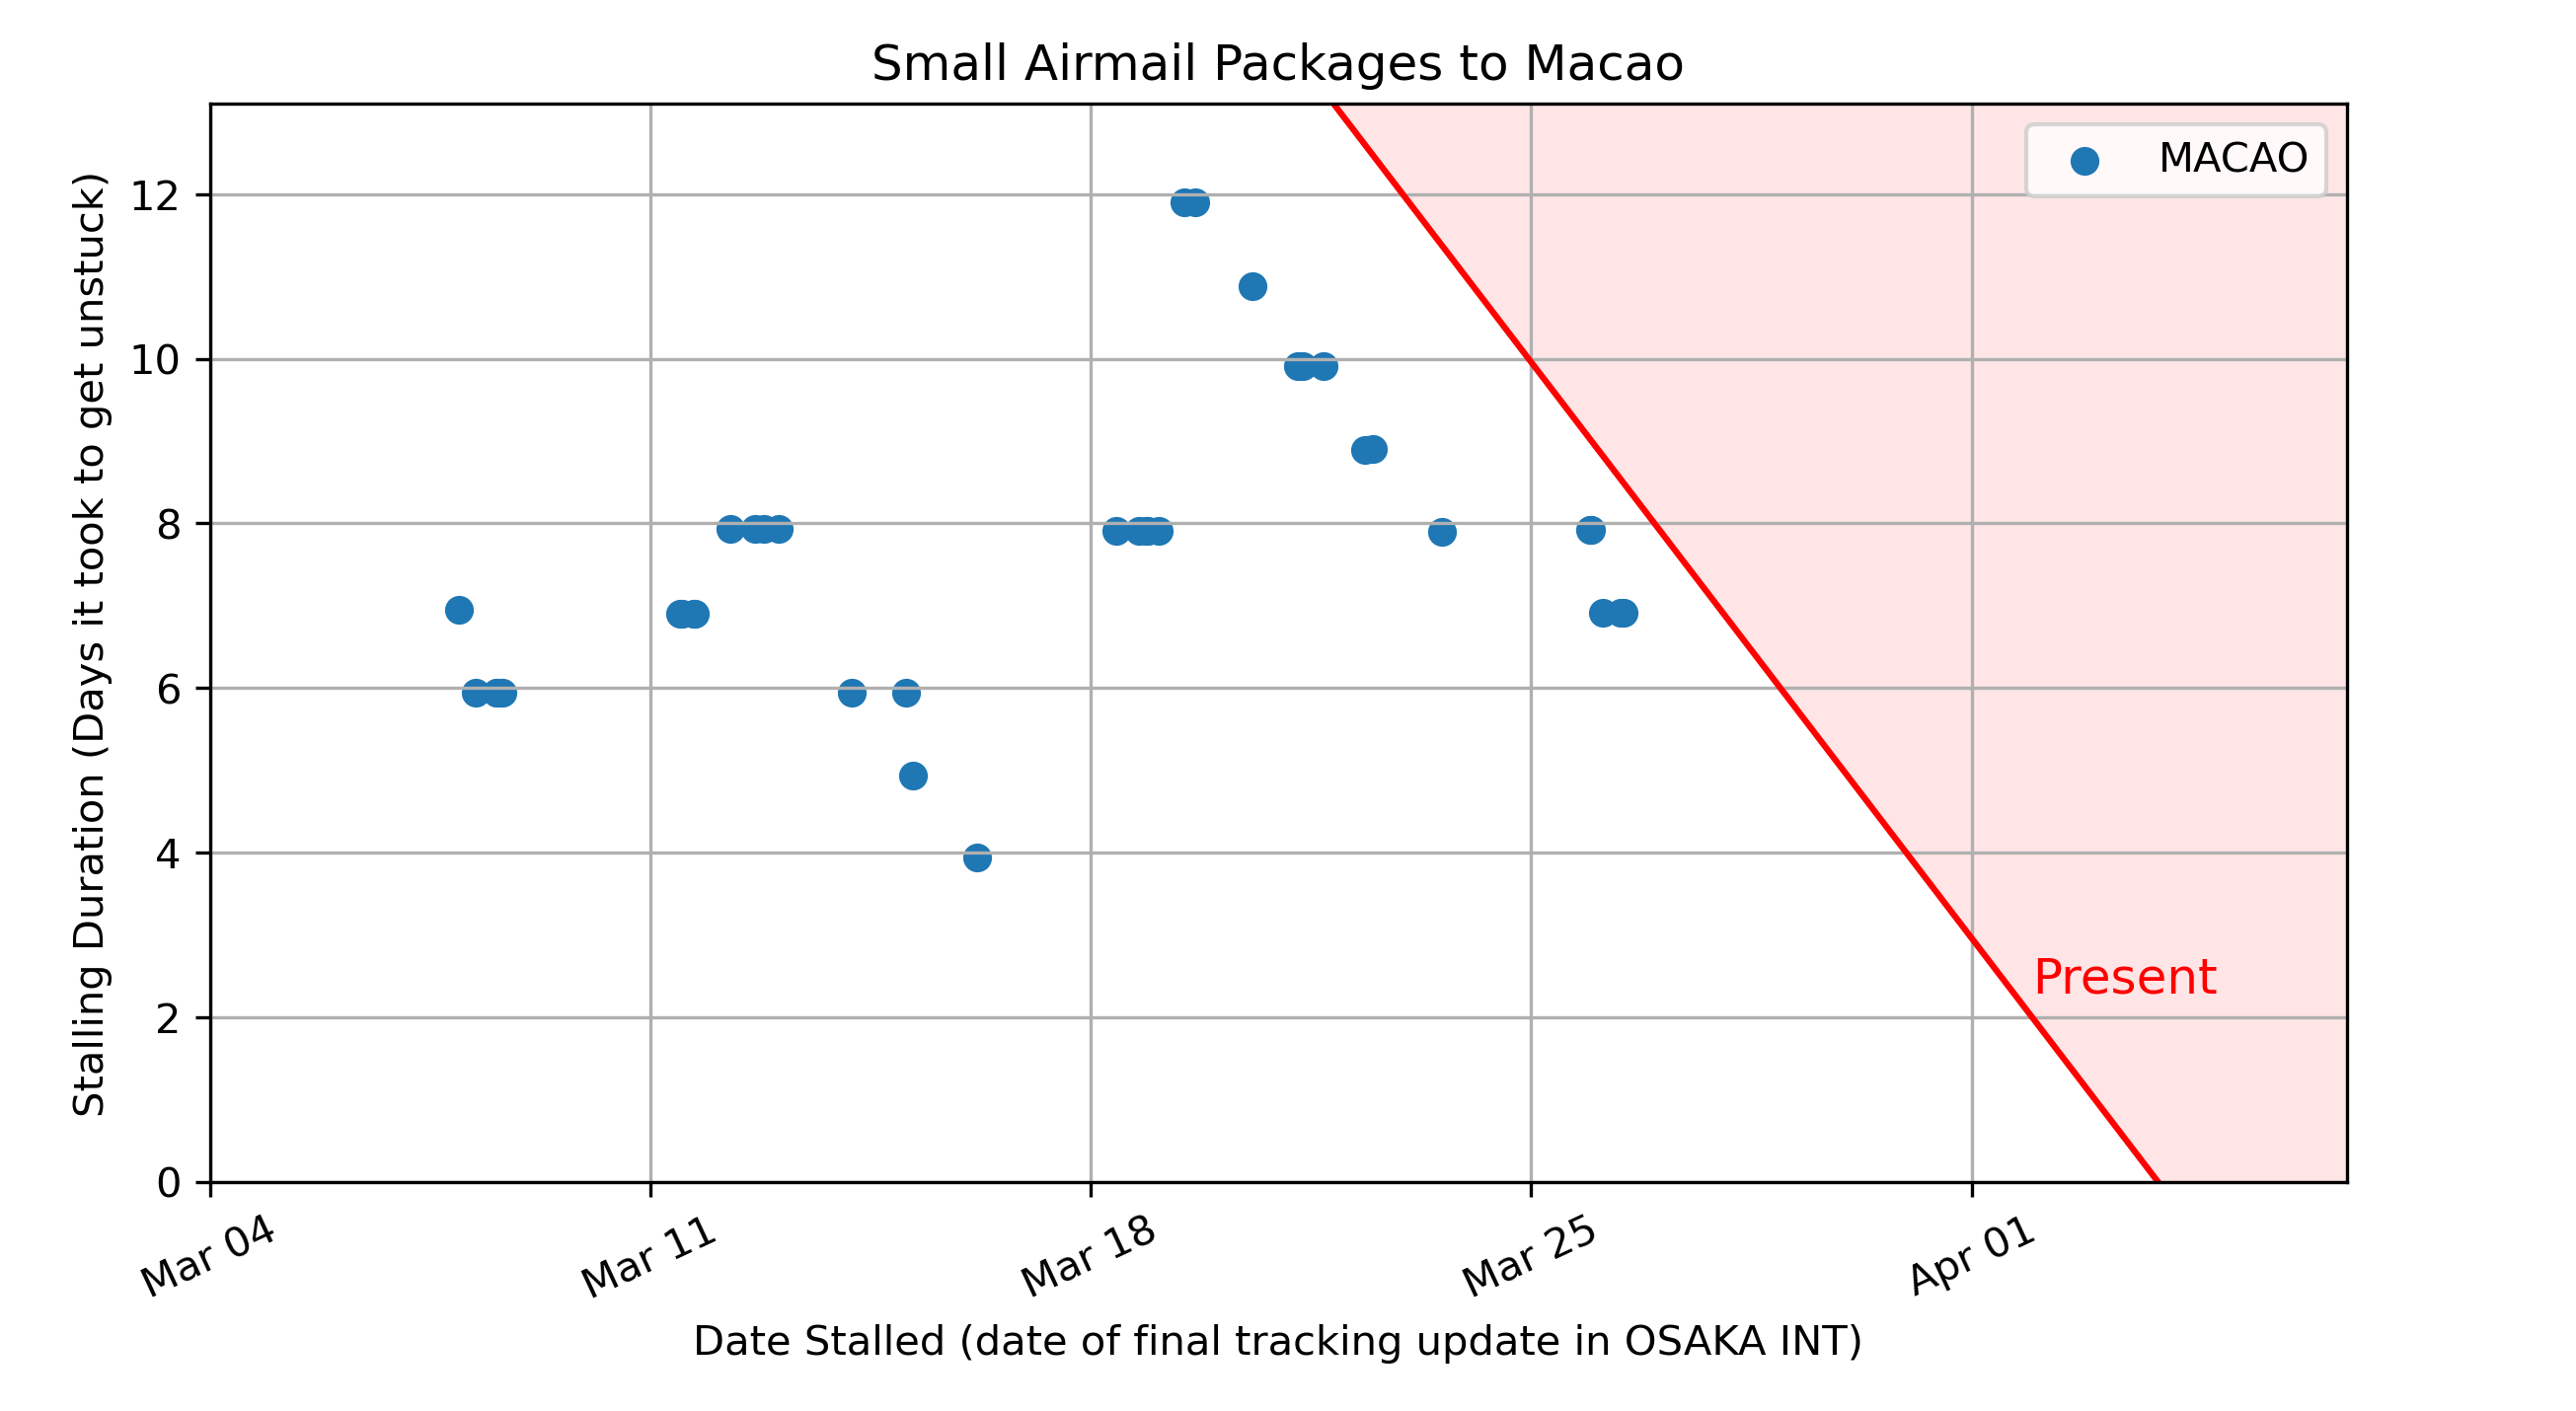 Small Airmail Packages to Macao
MACAO
Stalling Duration (Days it took to get unstuck)
12
10
8
6
4
2
0
Present
Mar 04
Mar 11
Mar 18
Mar 25
Apr 01
Date Stalled (date of final tracking update in OSAKA INT)